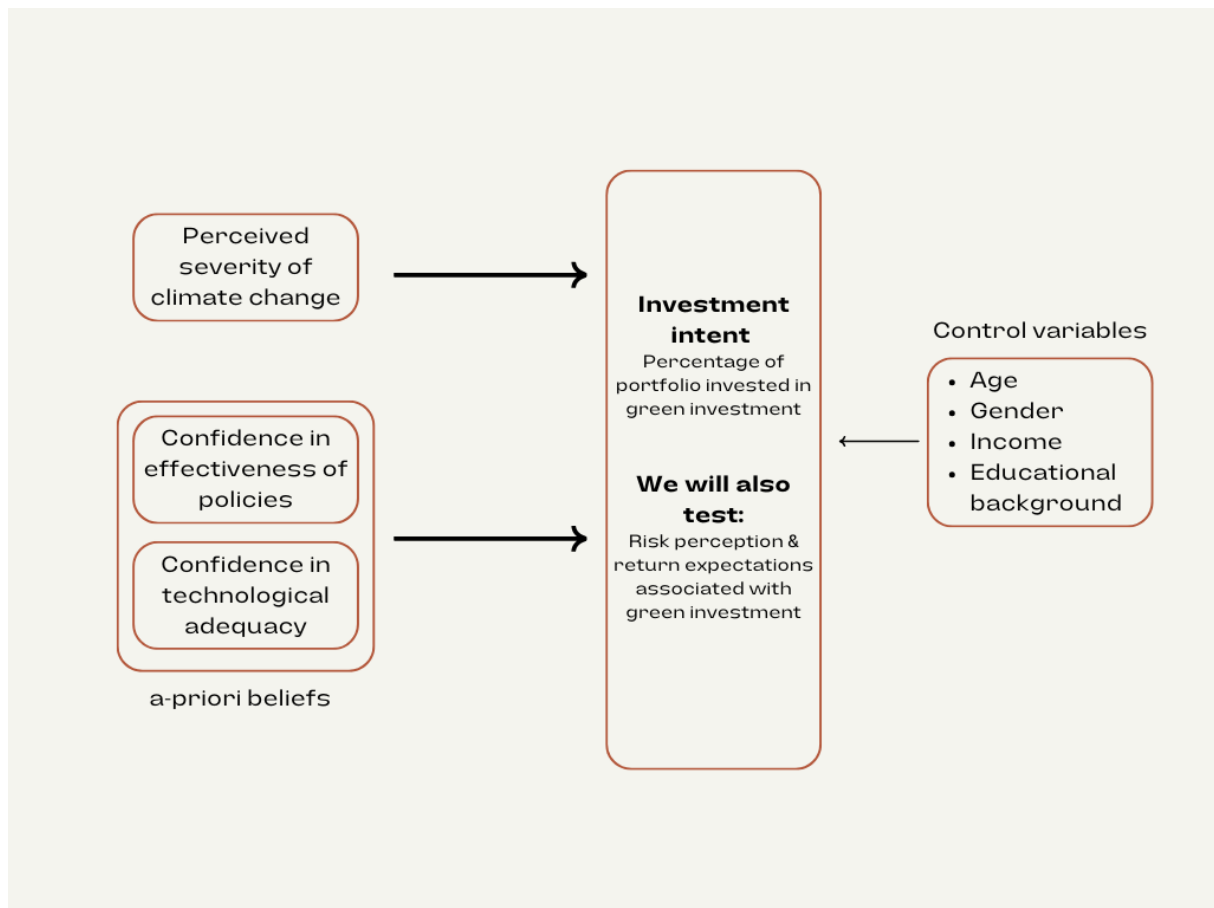 Perceived
severity of
climate change
Confidence in
effectiveness of
policies
Confidence in
technological
adequacy
a-priori beliefs
Investment
intent
Percentage of
portfolio invested in
green investment
We will also
test:
Risk perception &
return expectations
associated with
green investment
Control variables
• Age
• Gender
• Income
• Educational
background